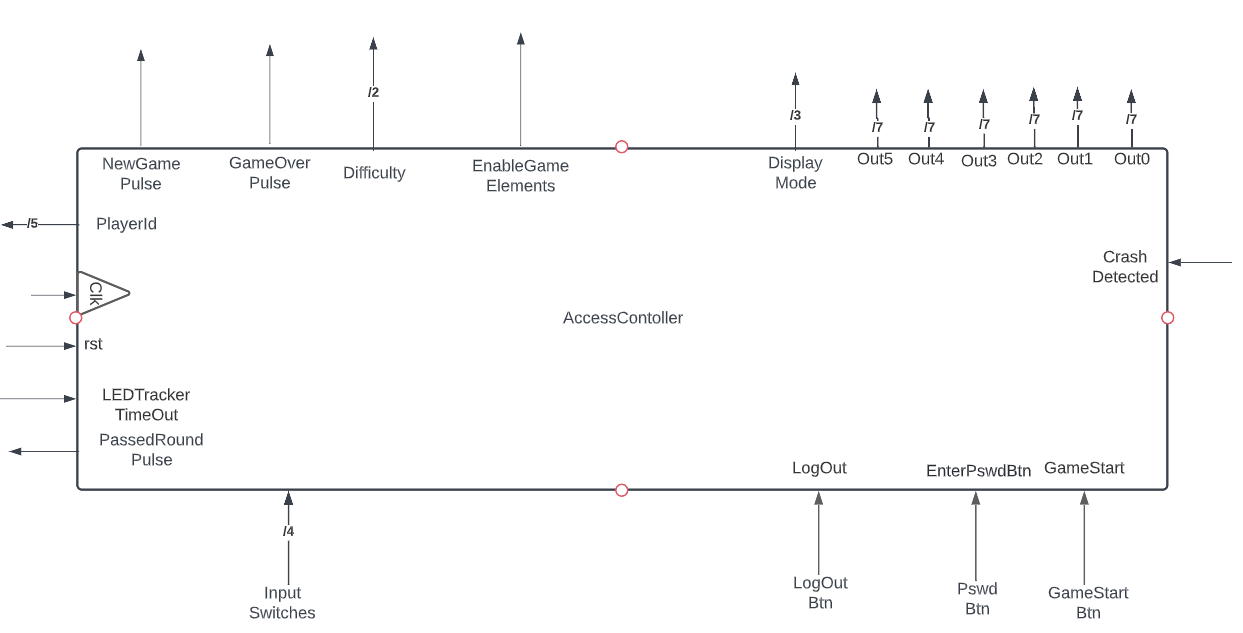 /2
/3
/7
/7
/7
/7
/7
/7
NewGame
Pulse
GameOver
Pulse
Difficulty
EnableGame
Elements
Display
Mode
Out5
Out4
Out3
Out2
Out1
Out0
/5
PlayerId
Crash
Detected
Clk
AccessContoller
rst
LEDTracker
TimeOut
PassedRound
Pulse
LogOut
EnterPswdBtn
GameStart
/4
Input
Switches
LogOut
Btn
Pswd
Btn
GameStart
Btn